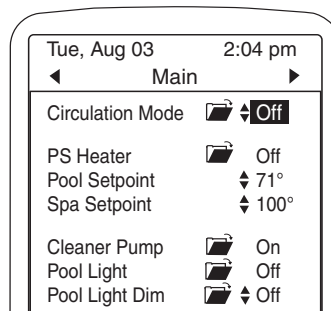 Tue, Aug 03 2:04 pm
Main
Circulation Mode Off
PS Heater Off
Pool Setpoint 71°
Spa Setpoint 100°
Cleaner Pump On
Pool Light Off
Pool Light Dim Off